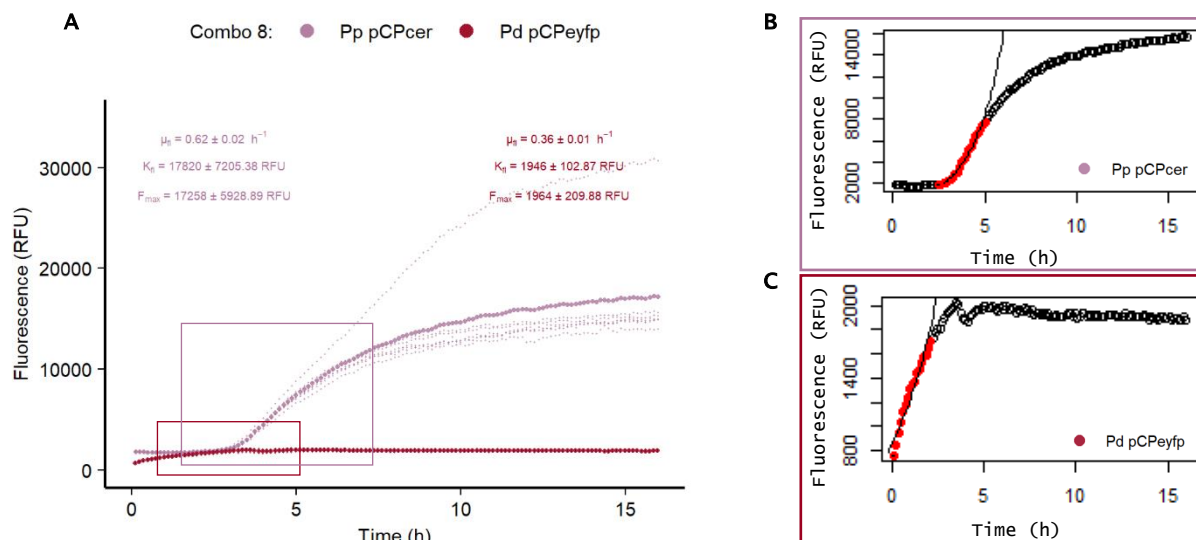 A
Combo 8: Pp pCPcer Pd pCPeyfp
μfl = 0.62 ± 0.02 h⁻¹
Kfl = 17820 ± 7205.38 RFU
Fmax = 17258 ± 5928.89 RFU
μfl = 0.36 ± 0.01 h⁻¹
Kfl = 1946 ± 102.87 RFU
Fmax = 1964 ± 209.88 RFU
Fluorescence (RFU)
30000
20000
10000
0
0 5 10 15
Time (h)
B
Fluorescence (RFU)
14000
8000
2000
Pp pCPcer
0 5 10 15
Time (h)
C
Fluorescence (RFU)
2000
1400
800
Pd pCPeyfp
0 5 10 15
Time (h)